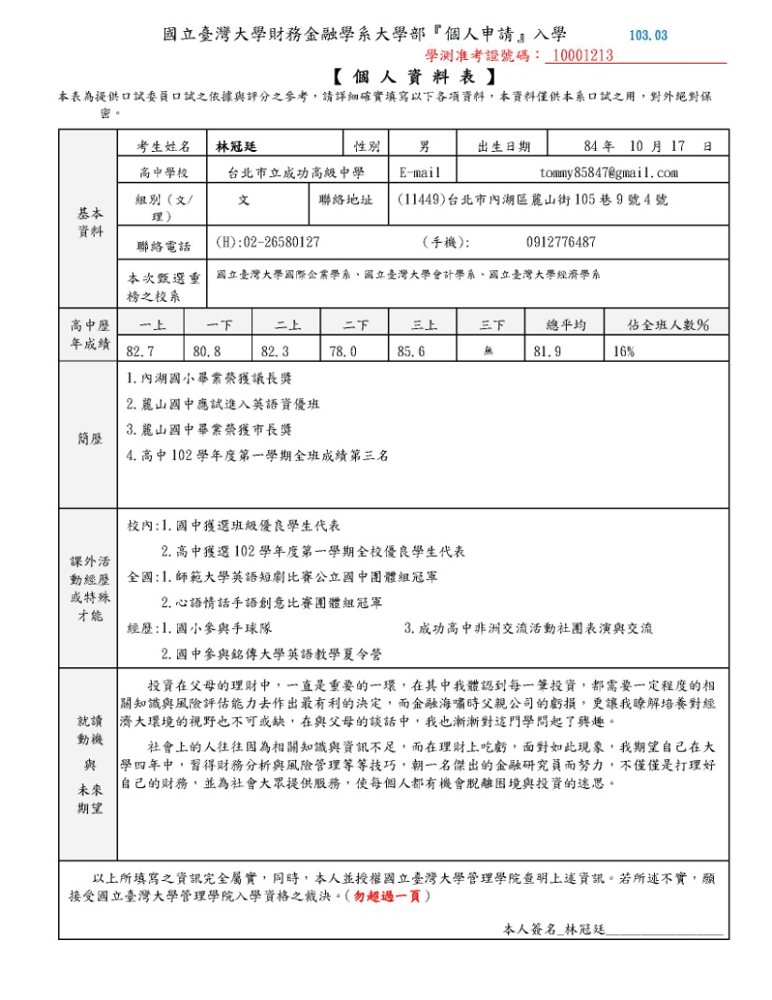 國立臺灣大學財務金融學系大學部『個人申請』入學 103.03
學測准考證號碼： 10001213
【 個 人 資 料 表 】
本表為提供口試委員口試之依據與評分之參考，請詳細確實填寫以下各項資料，本資料僅供本系口試之用，對外絕對保
密。
基本
資料
考生姓名 林冠廷 性別 男 出生日期 84 年 10 月 17 日
高中學校 台北市立成功高級中學 E-mail tommy85847@gmail.com
組別（文/
理） 文 聯絡地址 (11449)台北市內湖區麗山街 105 巷 9 號 4 號
聯絡電話 (H):02-26580127 (手機): 0912776487
本次甄選重
榜之校系 國立臺灣大學國際企業學系、國立臺灣大學會計學系、國立臺灣大學經濟學系
高中歷
年成績
一上 一下 二上 二下 三上 三下 總平均 佔全班人數%
82.7 80.8 82.3 78.0 85.6 無 81.9 16%
簡歷
1.內湖國小畢業榮獲議長獎
2.麗山國中應試進入英語資優班
3.麗山國中畢業榮獲市長獎
4.高中 102 學年度第一學期全班成績第三名
課外活
動經歷
或特殊
才能
校內:1.國中獲選班級優良學生代表
2.高中獲選 102 學年度第一學期全校優良學生代表
全國:1.師範大學英語短劇比賽公立國中團體組冠軍
2.心語情話手語創意比賽團體組冠軍
經歷:1.國小參與手球隊 3.成功高中非洲交流活動社團表演與交流
2.國中參與銘傳大學英語教學夏令營
就讀
動機
與
未來
期望
投資在父母的理財中，一直是重要的一環，在其中我體認到每一筆投資，都需要一定程度的相
關知識與風險評估能力去作出最有利的決定，而金融海嘯時父親公司的虧損，更讓我瞭解培養對經
濟大環境的視野也不可或缺，在與父母的談話中，我也漸漸對這門學問起了興趣。
社會上的人往往因為相關知識與資訊不足，而在理財上吃虧，面對如此現象，我期望自己在大
學四年中，習得財務分析與風險管理等等技巧，朝一名傑出的金融研究員而努力，不僅僅是打理好
自己的財務，並為社會大眾提供服務，使每個人都有機會脫離困境與投資的迷思。
以上所填寫之資訊完全屬實，同時，本人並授權國立臺灣大學管理學院查明上述資訊。若所述不實，願
接受國立臺灣大學管理學院入學資格之裁決。(勿超過一頁)
本人簽名_林冠廷_________________